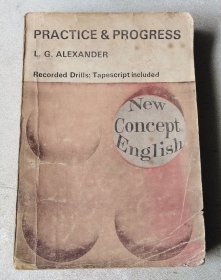 PRACTICE & PROGRESS
L. G. ALEXANDER
Recorded Drills: Tapescript included
New
Concept
English